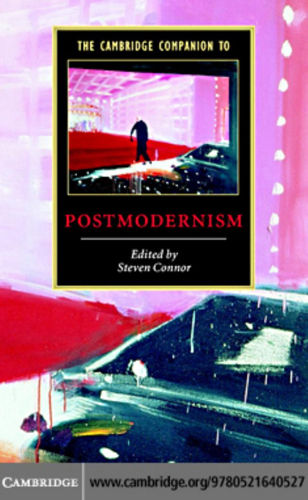 THE CAMBRIDGE COMPANION TO
POSTMODERNISM
Edited by
Steven Connor
CAMBRIDGE
www.cambridge.org/9780521640527